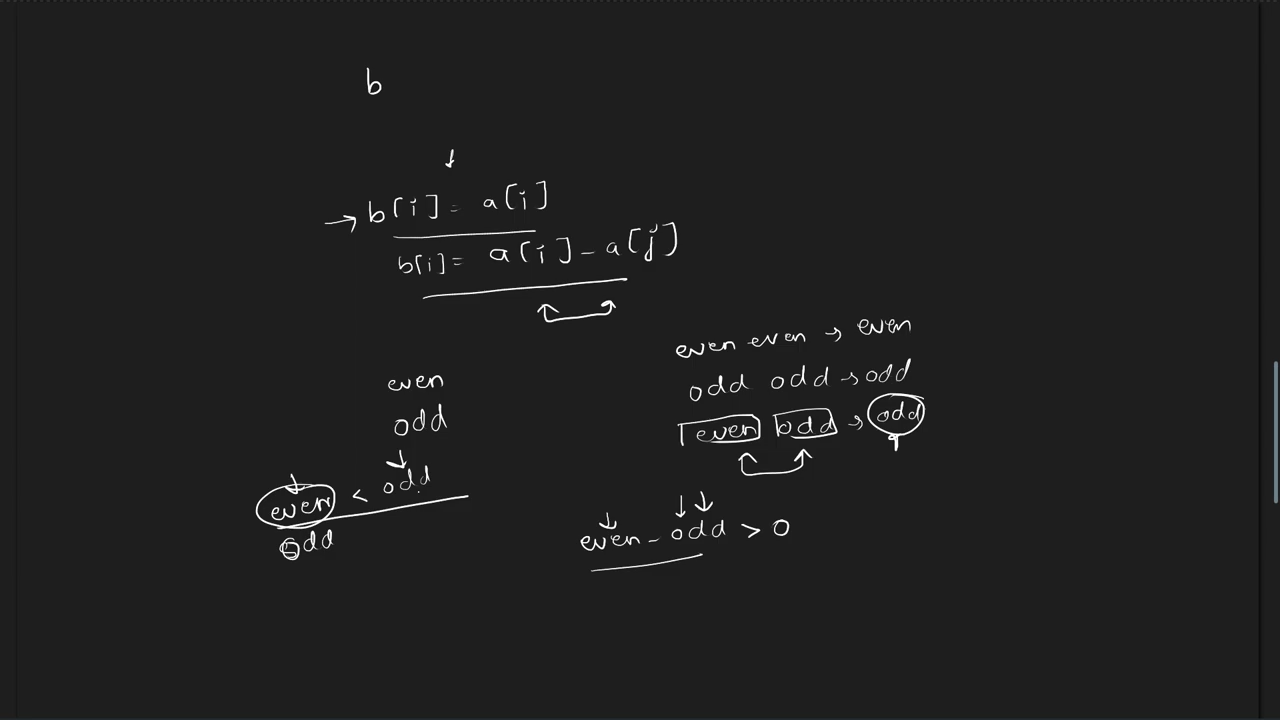 b
b[i] = a[i]
b[i] = a[i] - a[j]
even even → even
odd odd → odd
even odd → odd
even
odd
even < odd
odd
even - odd > 0